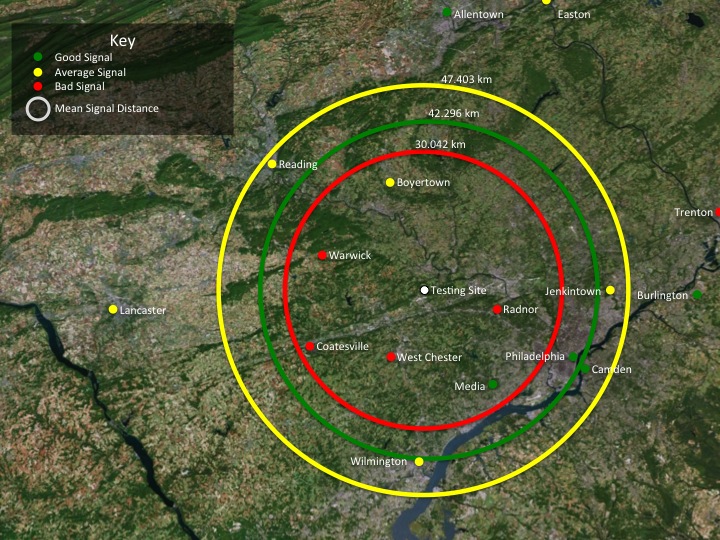 Allentown
Easton
Key
Good Signal
Average Signal
Bad Signal
Mean Signal Distance
47.403 km
42.296 km
30.042 km
Reading
Boyertown
Trenton
Warwick
Testing Site
Jenkintown
Burlington
Lancaster
Radnor
Coatesville
West Chester
Philadelphia
Camden
Media
Wilmington